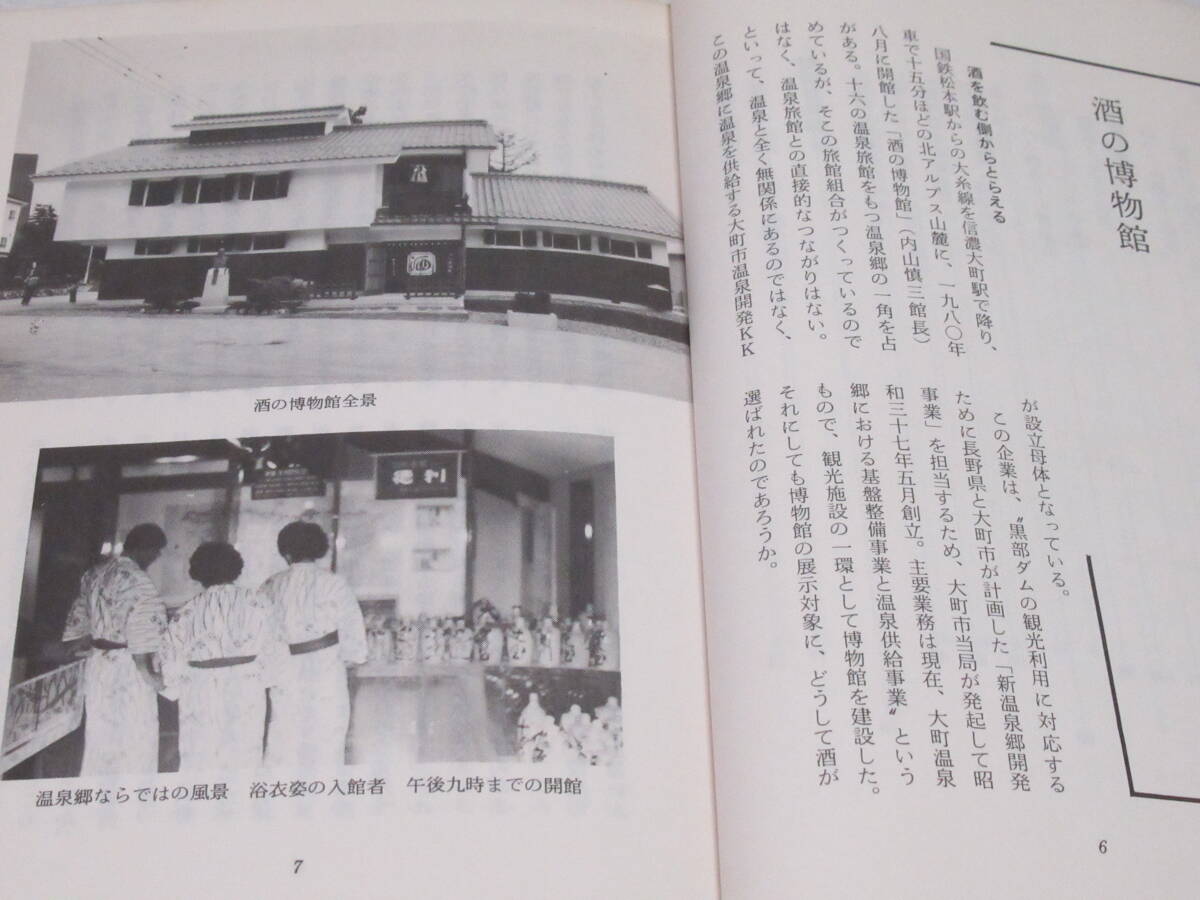 酒の博物館
酒を飲む側からとらえる
国鉄松本駅からの大糸線を信濃大町駅で降り、
車で十五分ほどの北アルプス山麓に、一九八〇年
八月に開館した「酒の博物館」（内山慎三館長）
がある。十六の温泉旅館をもつ温泉郷の一角を占
めているが、そこの旅館組合がつくっているので
はなく、温泉旅館との直接的なつながりはない。
といって、温泉と全く無関係にあるのではなく、
この温泉郷に温泉を供給する大町市温泉開発KK
が設立母体となっている。
この企業は、〝黒部ダムの観光利用に対応する
ために長野県と大町市が計画した「新温泉郷開発
事業」を担当するため、大町市当局が発起して昭
和三十七年五月創立。主要業務は現在、大町温泉
郷における基盤整備事業と温泉供給事業〟という
もので、観光施設の一環として博物館を建設した。
それにしても博物館の展示対象に、どうして酒が
選ばれたのであろうか。
6
酒
酒の博物館全景
徳利
温泉郷ならではの風景　浴衣姿の入館者　午後九時までの開館
7